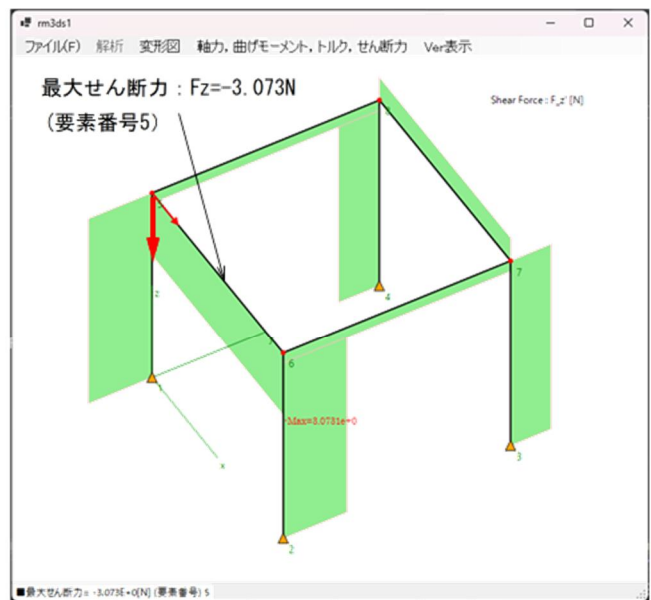 rm3ds1
ファイル(F) 解析 変形図 軸力, 曲げモーメント, トルク, せん断力 Ver表示
最大せん断力：Fz=-3.073N
(要素番号5)
Shear Force : F_z' [N]
z
7
4
6
1
Max=3.0731e+0
3
x
2
■最大せん断力= -3.073E+0[N] (要素番号) 5